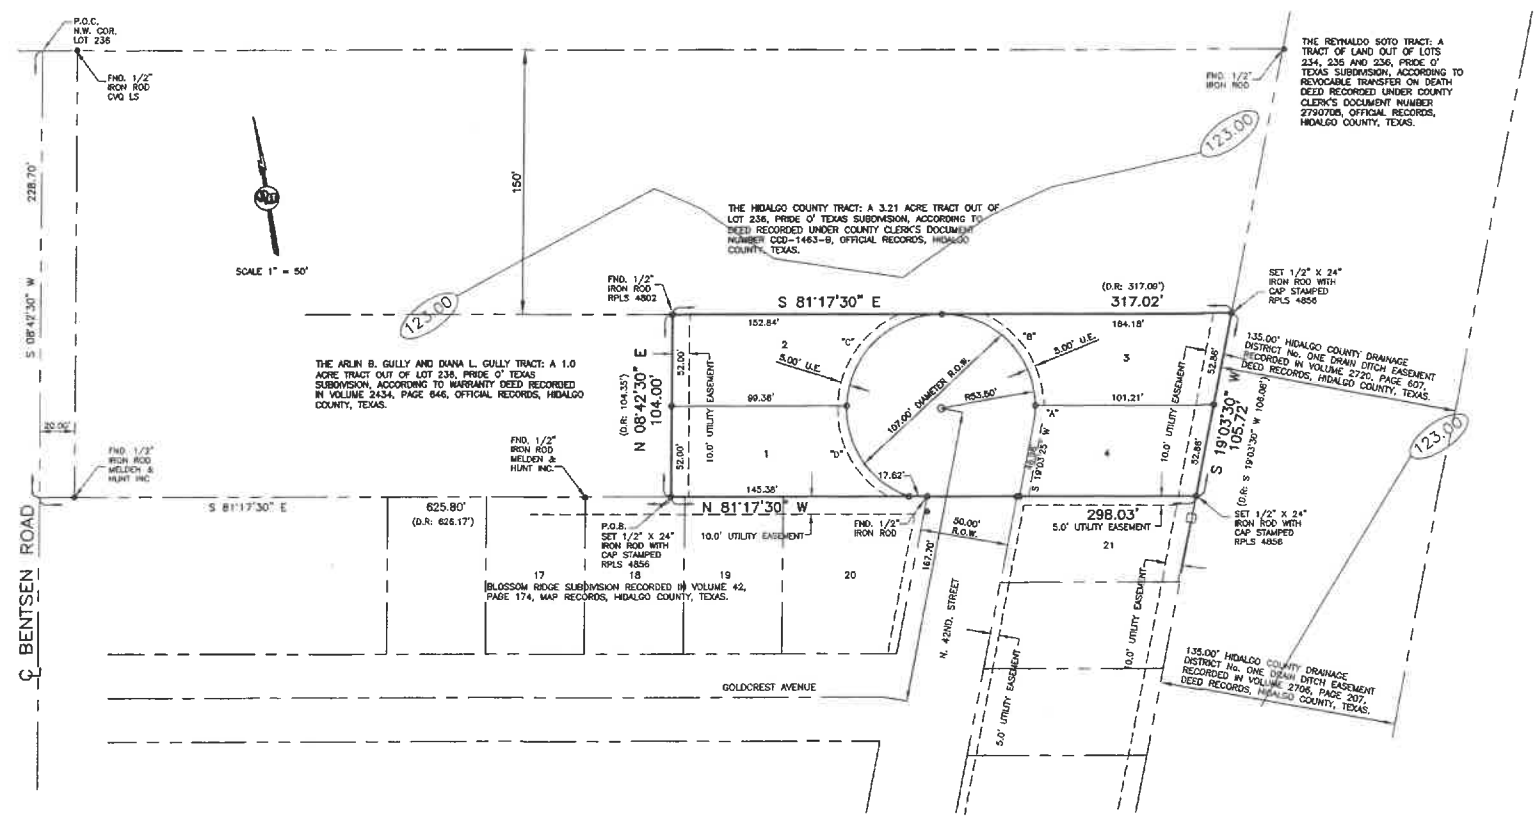 P.O.C.
N.W. COR.
LOT 236
FND. 1/2"
IRON ROD
CVQ LS
228.70'
S 08°42'30" W
SCALE 1" = 50'
150'
123.00
THE HIDALGO COUNTY TRACT: A 3.21 ACRE TRACT OUT OF
LOT 236, PRIDE O' TEXAS SUBDIVISION, ACCORDING TO
DEED RECORDED UNDER COUNTY CLERK'S DOCUMENT
NUMBER CCD-1463-B, OFFICIAL RECORDS, HIDALGO
COUNTY, TEXAS.
FND. 1/2"
IRON ROD
123.00
THE REYNALDO SOTO TRACT: A
TRACT OF LAND OUT OF LOTS
234, 235 AND 236, PRIDE O'
TEXAS SUBDIVISION, ACCORDING TO
REVOCABLE TRANSFER ON DEATH
DEED RECORDED UNDER COUNTY
CLERK'S DOCUMENT NUMBER
2790706, OFFICIAL RECORDS,
HIDALGO COUNTY, TEXAS.
FND. 1/2"
IRON ROD
RPLS 4802
S 81°17'30" E
(D.R: 317.09')
317.02'
SET 1/2" X 24"
IRON ROD WITH
CAP STAMPED
RPLS 4856
152.84'
164.18'
2
"C"
5.00' U.E.
"B"
5.00' U.E.
3
THE ARLIN B. GULLY AND DIANA L. GULLY TRACT: A 1.0
ACRE TRACT OUT OF LOT 236, PRIDE O' TEXAS
SUBDIVISION, ACCORDING TO WARRANTY DEED RECORDED
IN VOLUME 2434, PAGE 646, OFFICIAL RECORDS, HIDALGO
COUNTY, TEXAS.
(D.R: 104.35')
N 08°42'30" E
104.00'
52.00'
52.00'
10.0' UTILITY EASEMENT
99.36'
107.00' DIAMETER R.O.W.
R53.50'
101.21'
"A"
10.0' UTILITY EASEMENT
52.86'
52.86'
S 19°03'30" W
105.72
(D.R: S 19°03'30" W 106.08')
135.00' HIDALGO COUNTY DRAINAGE
DISTRICT No. ONE DRAIN DITCH EASEMENT
RECORDED IN VOLUME 2720, PAGE 607,
DEED RECORDS, HIDALGO COUNTY, TEXAS.
123.00
20.00'
FND. 1/2"
IRON ROD
MELDEN &
HUNT INC
FND. 1/2"
IRON ROD
MELDEN &
HUNT INC.
1
"D"
S 19°03'25" W
4
17.62'
145.38'
S 81°17'30" E
625.80'
(D.R: 626.17')
N 81°17'30" W
298.03'
P.O.B.
SET 1/2" X 24"
IRON ROD WITH
CAP STAMPED
RPLS 4856
10.0' UTILITY EASEMENT
FND. 1/2"
IRON ROD
50.00'
R.O.W.
5.0' UTILITY EASEMENT
21
SET 1/2" X 24"
IRON ROD WITH
CAP STAMPED
RPLS 4856
167.70'
17
18
19
20
BLOSSOM RIDGE SUBDIVISION RECORDED IN VOLUME 42,
PAGE 174, MAP RECORDS, HIDALGO COUNTY, TEXAS.
N. 42ND. STREET
5.0' UTILITY EASEMENT
10.0' UTILITY EASEMENT
135.00' HIDALGO COUNTY DRAINAGE
DISTRICT No. ONE DRAIN DITCH EASEMENT
RECORDED IN VOLUME 2706, PAGE 207,
DEED RECORDS, HIDALGO COUNTY, TEXAS.
GOLDCREST AVENUE
℄ BENTSEN ROAD